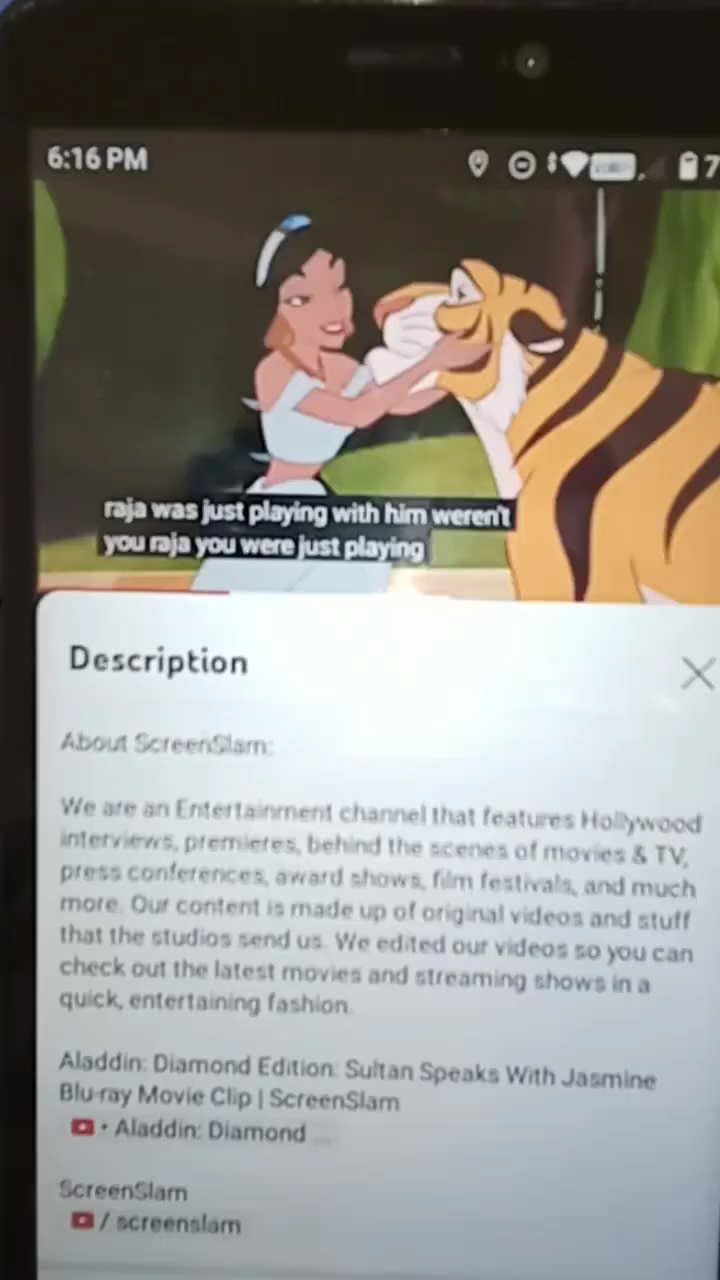 6:16 PM
7
raja was just playing with him weren't
you raja you were just playing
Description
About ScreenSlam:
We are an Entertainment channel that features Hollywood
interviews, premieres, behind the scenes of movies & TV,
press conferences, award shows, film festivals, and much
more. Our content is made up of original videos and stuff
that the studios send us. We edited our videos so you can
check out the latest movies and streaming shows in a
quick, entertaining fashion.
Aladdin: Diamond Edition: Sultan Speaks With Jasmine
Blu-ray Movie Clip | ScreenSlam
• Aladdin: Diamond ...
ScreenSlam
/ screenslam